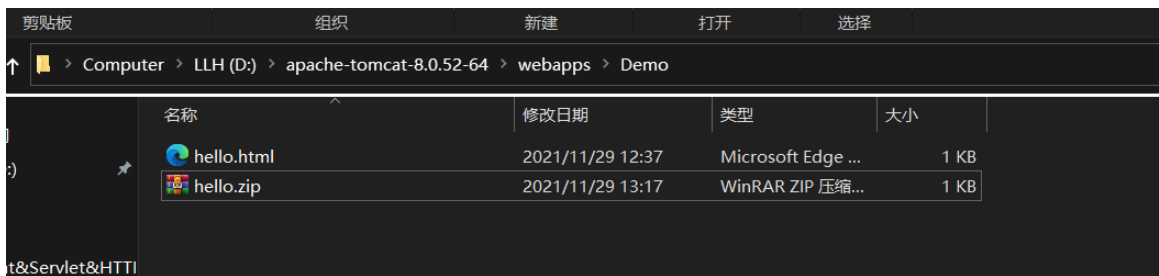 剪贴板 组织 新建 打开 选择
Computer LLH (D:) apache-tomcat-8.0.52-64 webapps Demo
名称 修改日期 类型 大小
:)
hello.html 2021/11/29 12:37 Microsoft Edge ... 1 KB
hello.zip 2021/11/29 13:17 WinRAR ZIP 压缩... 1 KB
t&Servlet&HTTI